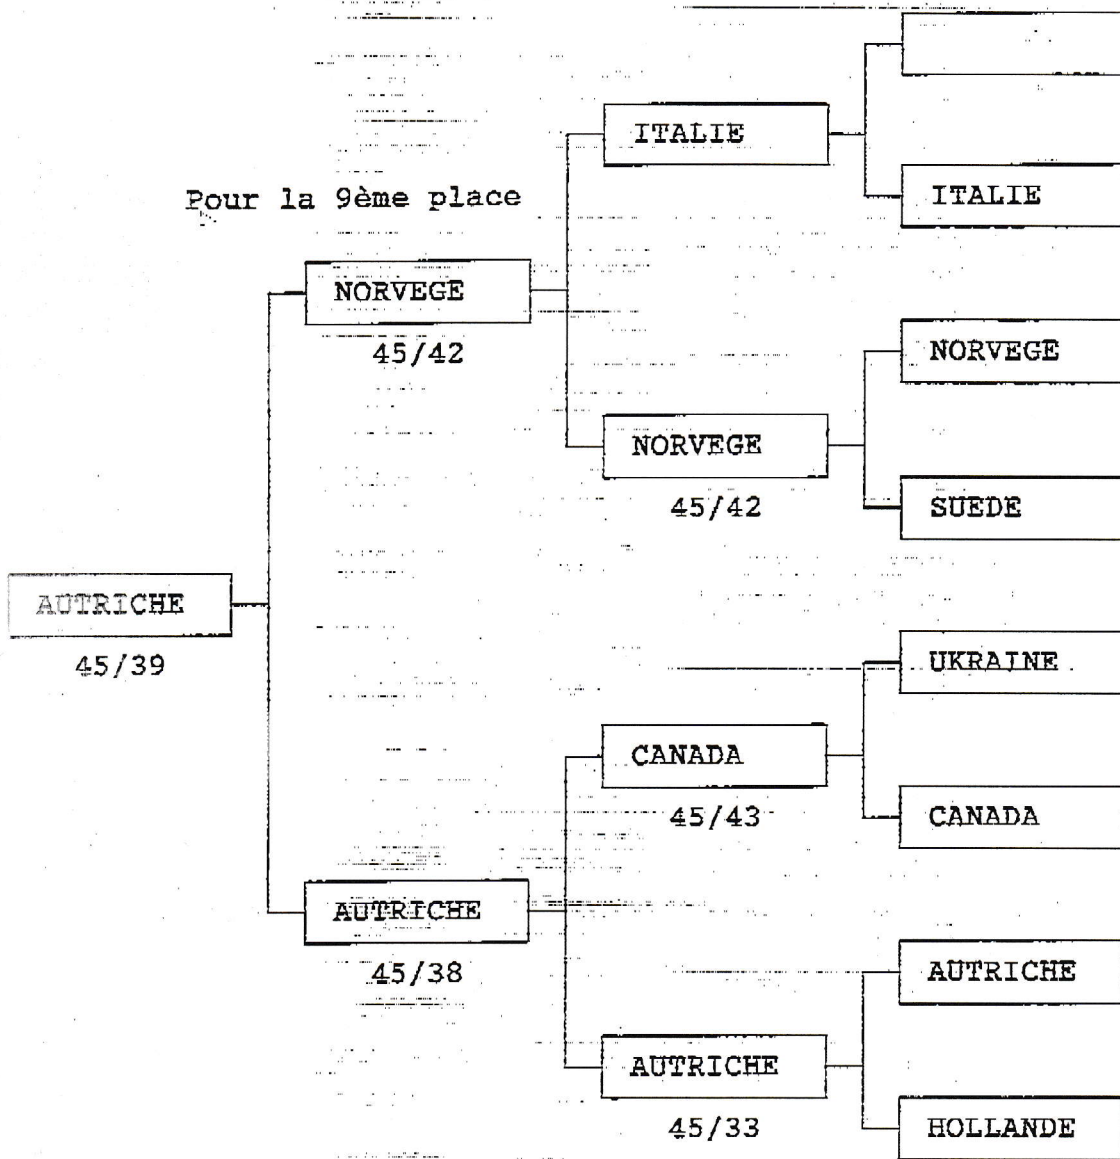 ITALIE
Pour la 9ème place
ITALIE
NORVEGE
45/42
NORVEGE
NORVEGE
45/42
SUEDE
AUTRICHE
45/39
UKRAINE
CANADA
45/43
CANADA
AUTRICHE
45/38
AUTRICHE
AUTRICHE
45/33
HOLLANDE